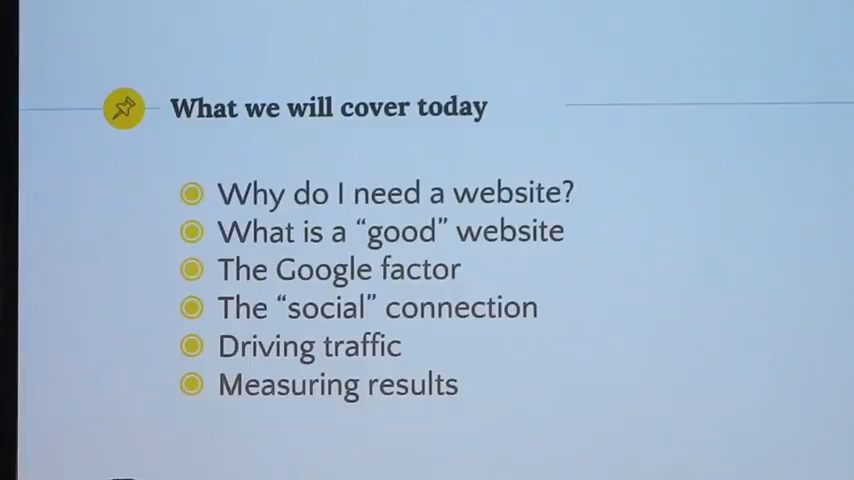 What we will cover today
Why do I need a website?
What is a “good” website
The Google factor
The “social” connection
Driving traffic
Measuring results